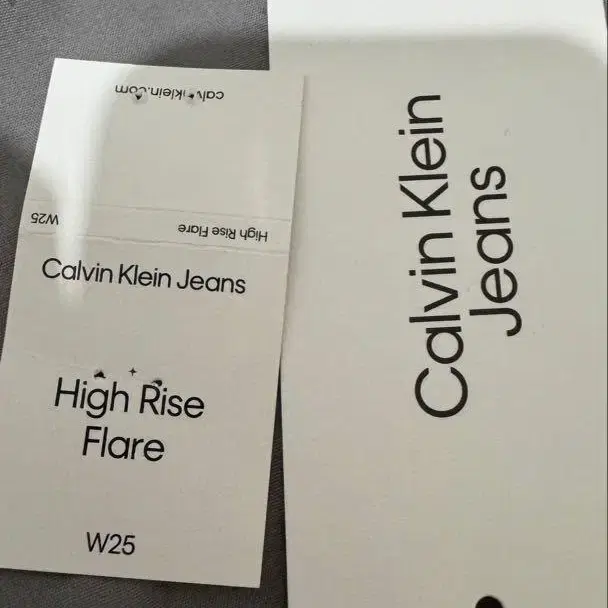 calvinklein.com
High Rise Flare W25
Calvin Klein Jeans
High Rise
Flare
W25
Calvin Klein
Jeans